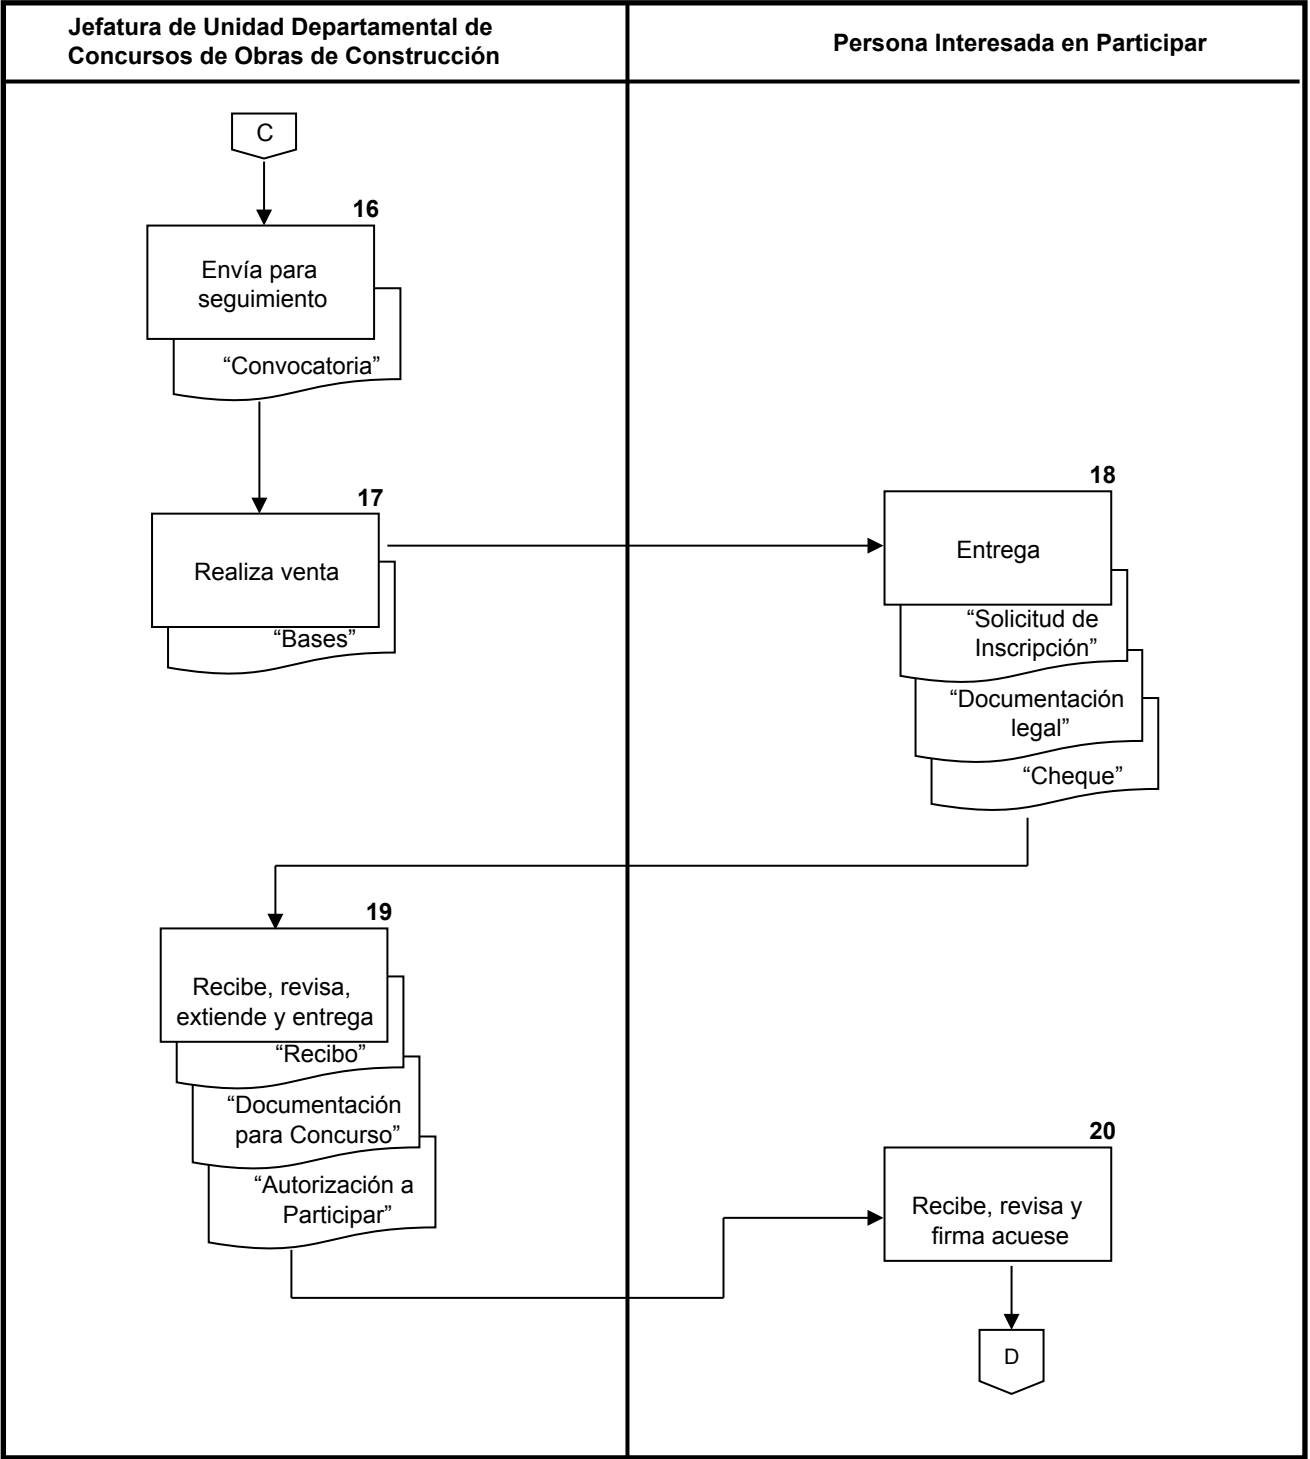 Jefatura de Unidad Departamental de
Concursos de Obras de Construcción
Persona Interesada en Participar
C
16
Envía para
seguimiento
“Convocatoria”
17
Realiza venta
“Bases”
18
Entrega
“Solicitud de
Inscripción”
“Documentación
legal”
“Cheque”
19
Recibe, revisa,
extiende y entrega
“Recibo”
“Documentación
para Concurso”
“Autorización a
Participar”
20
Recibe, revisa y
firma acuese
D